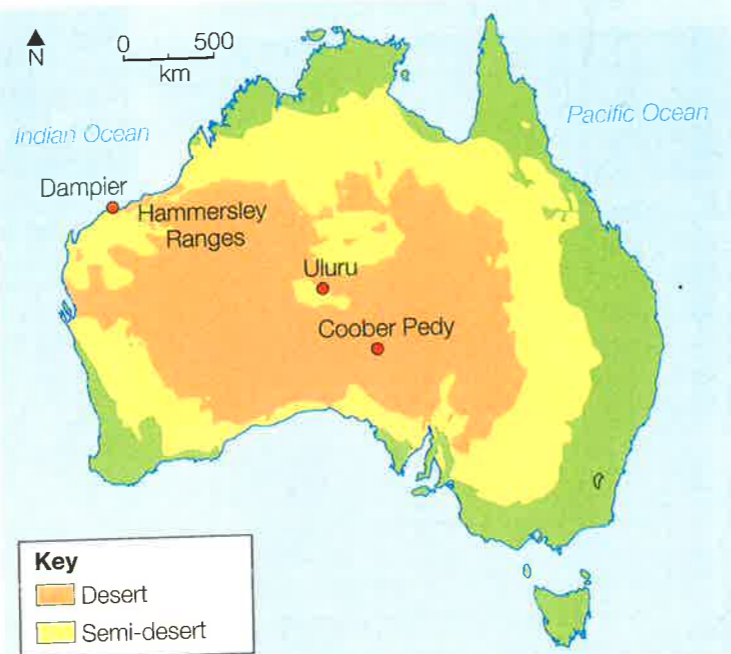 N
0 500
km
Indian Ocean
Pacific Ocean
Dampier
Hammersley
Ranges
Uluru
Coober Pedy
Key
Desert
Semi-desert